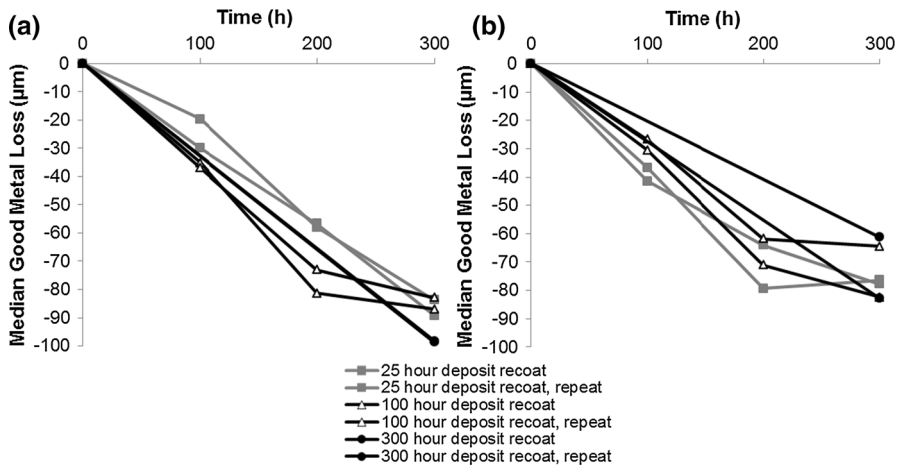 (a)
Time (h)
0 100 200 300
Median Good Metal Loss (µm)
0
-10
-20
-30
-40
-50
-60
-70
-80
-90
-100
(b)
Time (h)
0 100 200 300
Median Good Metal Loss (µm)
0
-10
-20
-30
-40
-50
-60
-70
-80
-90
-100
25 hour deposit recoat
25 hour deposit recoat, repeat
100 hour deposit recoat
100 hour deposit recoat, repeat
300 hour deposit recoat
300 hour deposit recoat, repeat